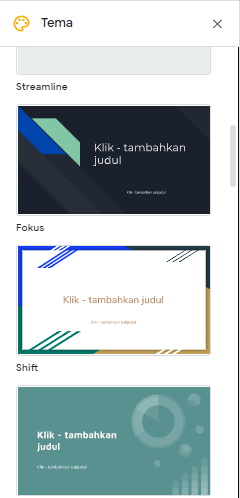 Tema
Streamline
Klik - tambahkan
judul
Klik - tambahkan subjudul
Fokus
Klik - tambahkan judul
Klik - tambahkan subjudul
Shift
Klik - tambahkan
judul
Klik - tambahkan subjudul